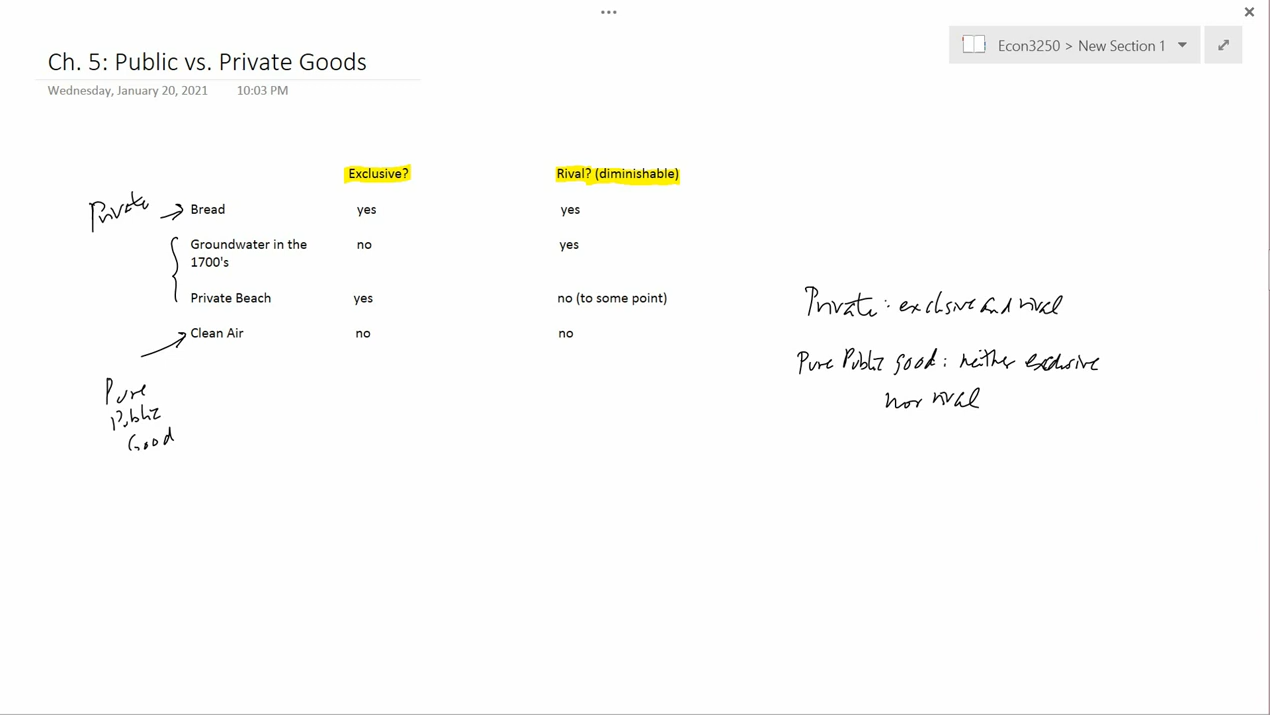 Econ3250 > New Section 1
Ch. 5: Public vs. Private Goods
Wednesday, January 20, 2021 10:03 PM
Exclusive? Rival? (diminishable)
Private
Bread yes yes
Groundwater in the no yes
1700's
Private Beach yes no (to some point)
Clean Air no no
Pure
Public
Good
Private: exclusive and rival
Pure Public good: neither exclusive
nor rival